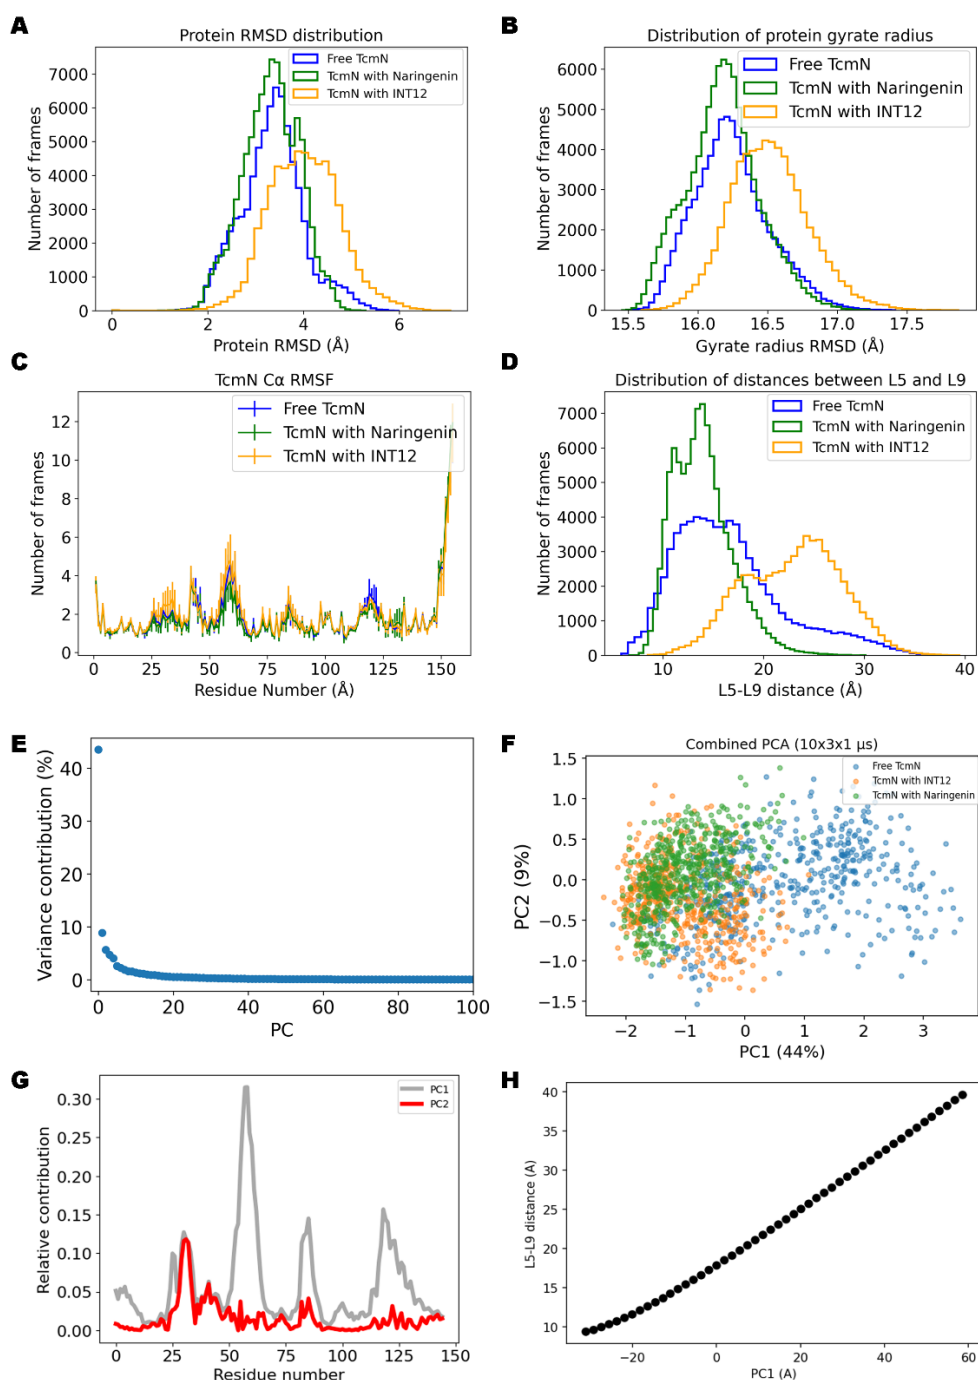 A
Protein RMSD distribution
Free TcmN
TcmN with Naringenin
TcmN with INT12
Number of frames
7000
6000
5000
4000
3000
2000
1000
0
0
2
4
6
Protein RMSD (Å)
B
Distribution of protein gyrate radius
Free TcmN
TcmN with Naringenin
TcmN with INT12
Number of frames
6000
5000
4000
3000
2000
1000
0
15.5
16.0
16.5
17.0
17.5
Gyrate radius RMSD (Å)
C
TcmN Cα RMSF
Free TcmN
TcmN with Naringenin
TcmN with INT12
Number of frames
12
10
8
6
4
2
0
0
25
50
75
100
125
150
Residue Number (Å)
D
Distribution of distances between L5 and L9
Free TcmN
TcmN with Naringenin
TcmN with INT12
Number of frames
7000
6000
5000
4000
3000
2000
1000
0
10
20
30
40
L5-L9 distance (Å)
E
Variance contribution (%)
40
30
20
10
0
0
20
40
60
80
100
PC
F
Combined PCA (10x3x1 µs)
Free TcmN
TcmN with INT12
TcmN with Naringenin
PC2 (9%)
1.5
1.0
0.5
0.0
−0.5
−1.0
−1.5
−2
−1
0
1
2
3
PC1 (44%)
G
PC1
PC2
Relative contribution
0.30
0.25
0.20
0.15
0.10
0.05
0.00
0
50
100
150
Residue number
H
L5-L9 distance (A)
40
35
30
25
20
15
10
−20
0
20
40
60
PC1 (A)